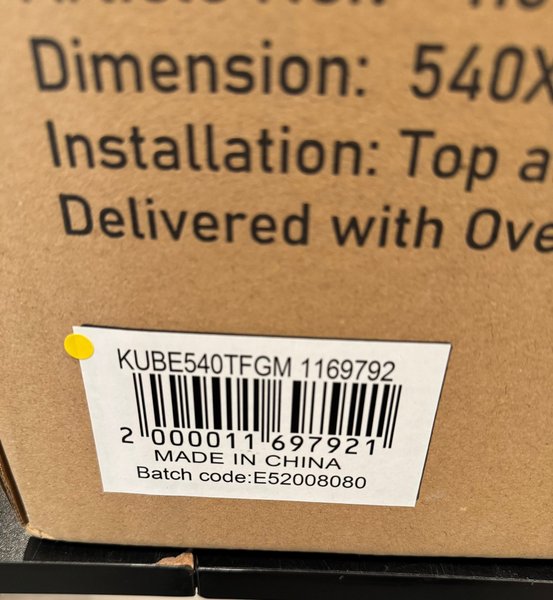 Dimension: 540X
Installation: Top a
Delivered with Ove
KUBE540TFGM 1169792
2 000011 697921
MADE IN CHINA
Batch code:E52008080